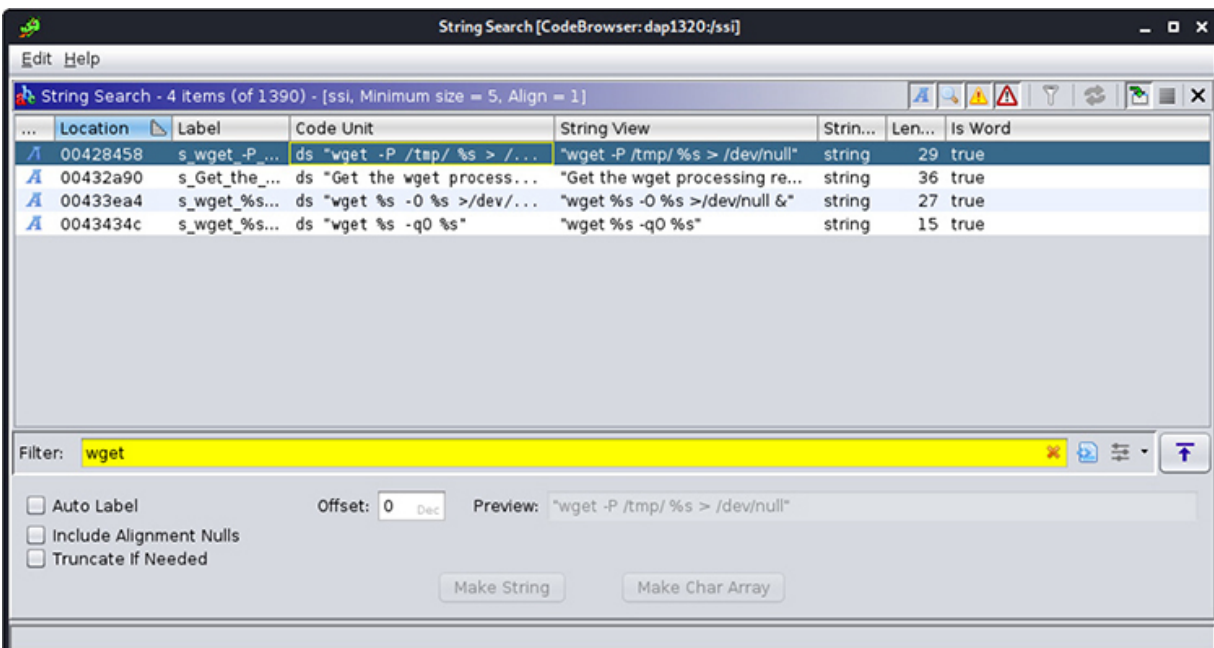 String Search [CodeBrowser: dap1320:/ssi]
Edit Help
String Search - 4 items (of 1390) - [ssi, Minimum size = 5, Align = 1]
... Location Label Code Unit String View Strin... Len... Is Word
A 00428458 s_wget_-P_... ds "wget -P /tmp/ %s > /... "wget -P /tmp/ %s > /dev/null" string 29 true
A 00432a90 s_Get_the_... ds "Get the wget process... "Get the wget processing re... string 36 true
A 00433ea4 s_wget_%s... ds "wget %s -O %s >/dev/... "wget %s -O %s >/dev/null &" string 27 true
A 0043434c s_wget_%s... ds "wget %s -qO %s" "wget %s -qO %s" string 15 true
Filter: wget
Auto Label Offset: 0 Dec Preview: "wget -P /tmp/ %s > /dev/null"
Include Alignment Nulls
Truncate If Needed
Make String Make Char Array